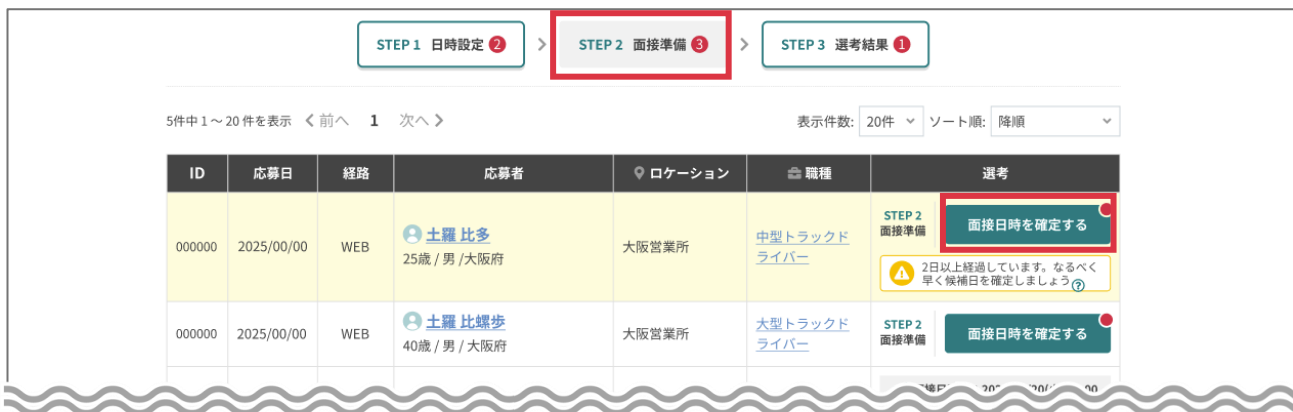 STEP 1 日時設定 2
STEP 2 面接準備 3
STEP 3 選考結果 1
5件中 1 ～ 20 件を表示 前へ 1 次へ
表示件数: 20件 ソート順: 降順
ID 応募日 経路 応募者 ロケーション 職種 選考
000000 2025/00/00 WEB
土羅 比多
25歳 / 男 /大阪府
大阪営業所
中型トラックド
ライバー
STEP 2
面接準備
面接日時を確定する
2日以上経過しています。なるべく
早く候補日を確定しましょう?
000000 2025/00/00 WEB
土羅 比螺歩
40歳 / 男 / 大阪府
大阪営業所
大型トラックド
ライバー
STEP 2
面接準備
面接日時を確定する